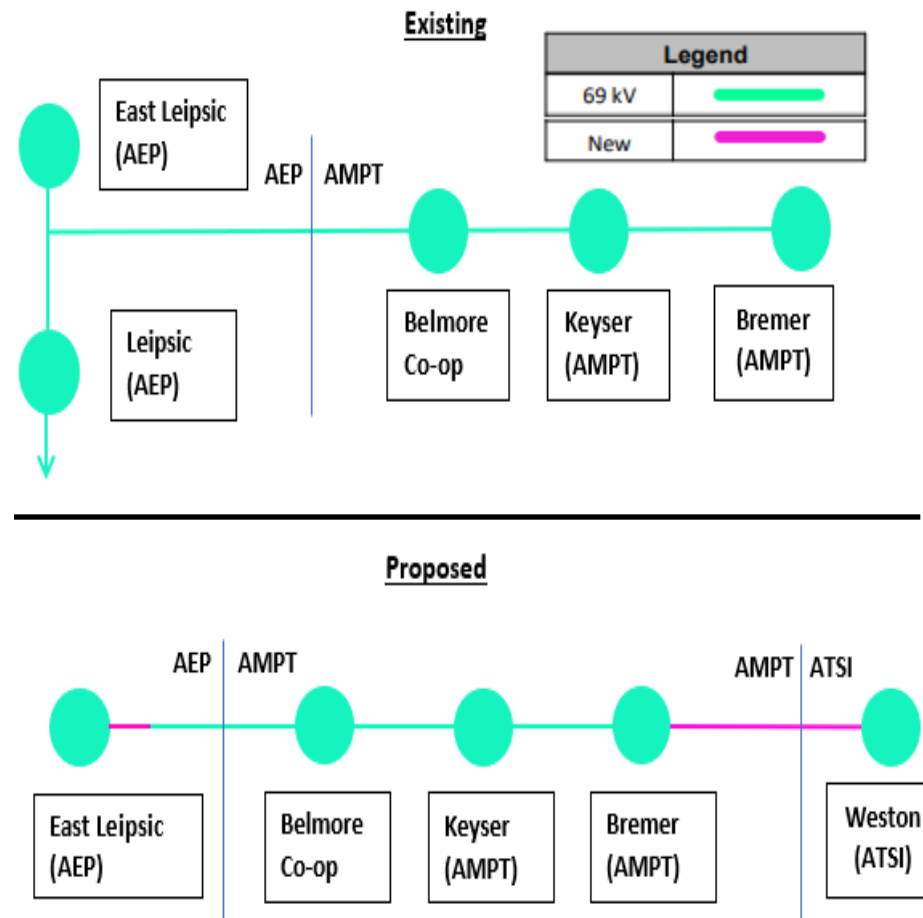 Existing
Legend
69 kV
New
East Leipsic
(AEP)
AEP AMPT
Leipsic
(AEP)
Belmore
Co-op
Keyser
(AMPT)
Bremer
(AMPT)
Proposed
AEP AMPT
AMPT ATSI
East Leipsic
(AEP)
Belmore
Co-op
Keyser
(AMPT)
Bremer
(AMPT)
Weston
(ATSI)